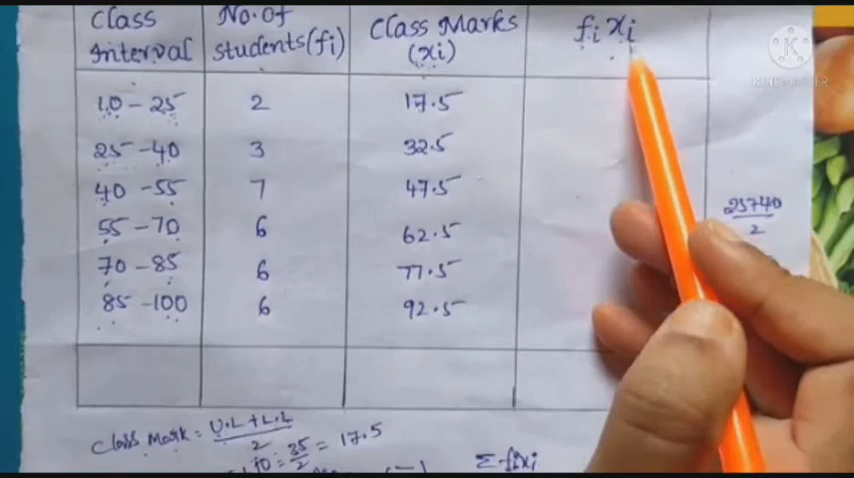 Class Interval | No. of students (fi) | Class Marks (xi) | fi xi
10 - 25 | 2 | 17.5
25 - 40 | 3 | 32.5
40 - 55 | 7 | 47.5
55 - 70 | 6 | 62.5
70 - 85 | 6 | 77.5
85 - 100 | 6 | 92.5
25+40
2
Class Mark = U.L + L.L / 2
= 35/2 = 17.5
Σ fixi
KINEMASTER